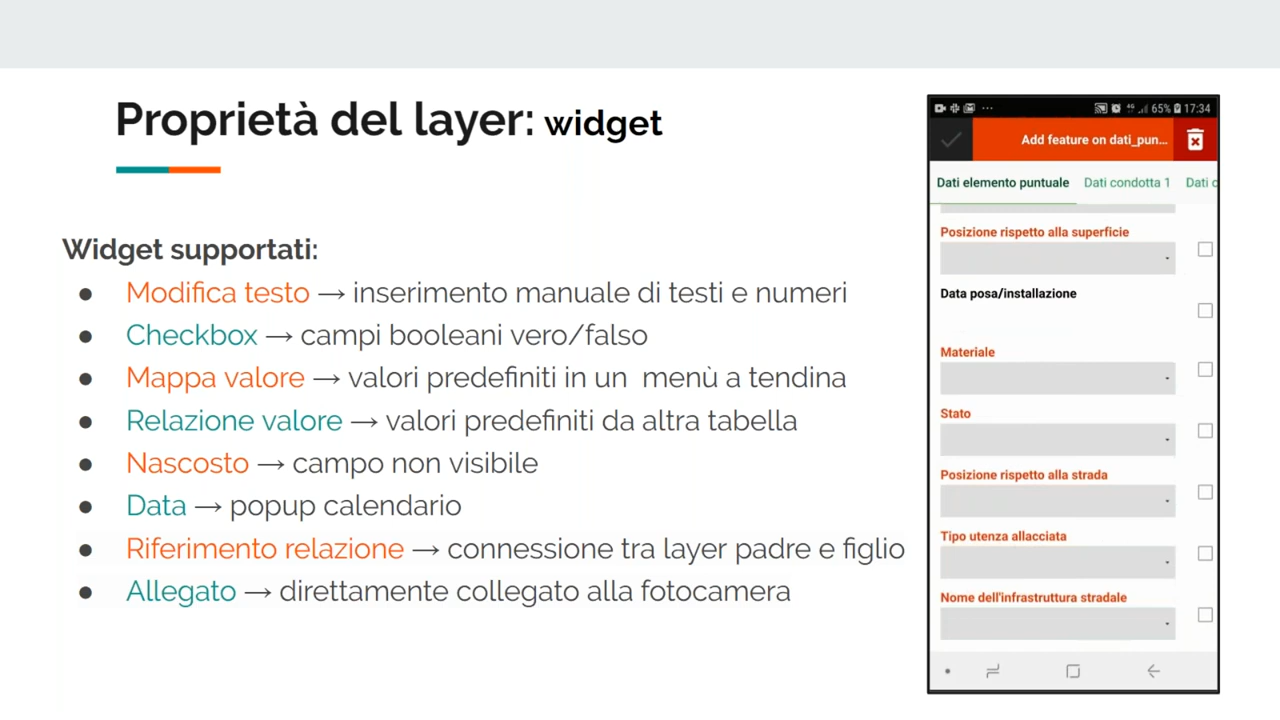 Proprietà del layer: widget
Widget supportati:
● Modifica testo → inserimento manuale di testi e numeri
● Checkbox → campi booleani vero/falso
● Mappa valore → valori predefiniti in un menù a tendina
● Relazione valore → valori predefiniti da altra tabella
● Nascosto → campo non visibile
● Data → popup calendario
● Riferimento relazione → connessione tra layer padre e figlio
● Allegato → direttamente collegato alla fotocamera
65% 17:34
Add feature on dati_pun...
Dati elemento puntuale Dati condotta 1 Dati c
Posizione rispetto alla superficie
Data posa/installazione
Materiale
Stato
Posizione rispetto alla strada
Tipo utenza allacciata
Nome dell'infrastruttura stradale